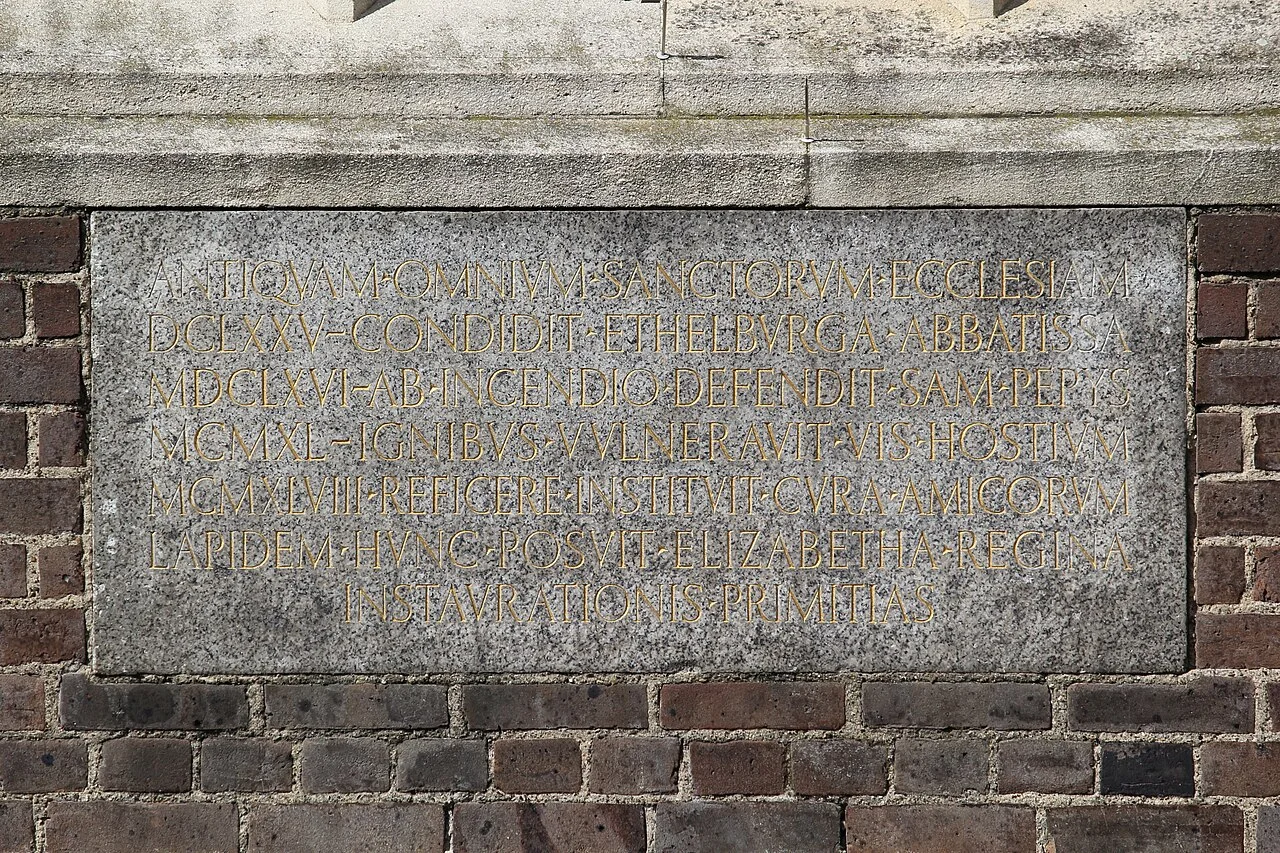 ANTIQVAM·OMNIVM·SANCTORVM·ECCLESIAM
DCLXXV–CONDIDIT·ETHELBVRGA·ABBATISSA
MDCLXVI–AB·INCENDIO·DEFENDIT·SAM·PEPYS
MCMXL–IGNIBVS·VVLNERAVIT·VIS·HOSTIVM
MCMXLVIII·REFICERE·INSTITVIT·CVRA·AMICORVM
LAPIDEM·HVNC·POSVIT·ELIZABETHA·REGINA
INSTAVRATIONIS·PRIMITIAS